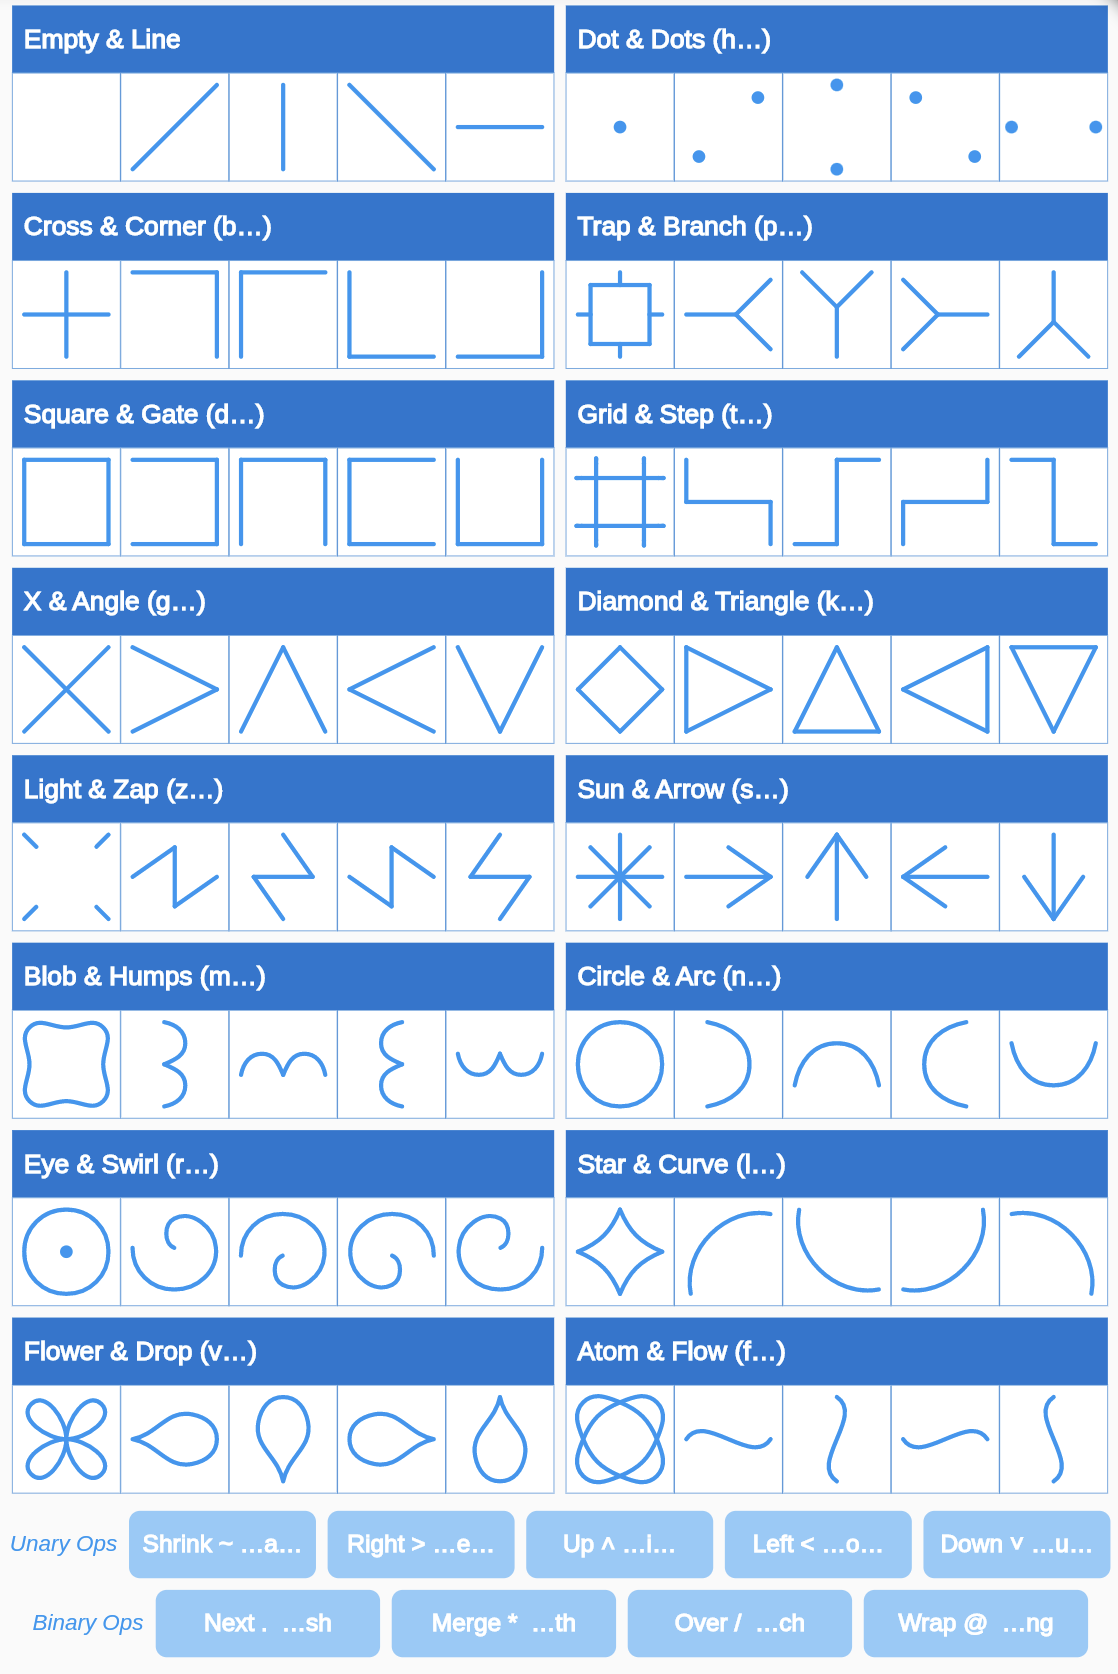 Empty & Line
Dot & Dots (h...)
Cross & Corner (b...)
Trap & Branch (p...)
Square & Gate (d...)
Grid & Step (t...)
X & Angle (g...)
Diamond & Triangle (k...)
Light & Zap (z...)
Sun & Arrow (s...)
Blob & Humps (m...)
Circle & Arc (n...)
Eye & Swirl (r...)
Star & Curve (l...)
Flower & Drop (v...)
Atom & Flow (f...)
Unary Ops Shrink ~ ...a... Right > ...e... Up ^ ...i... Left < ...o... Down ˅ ...u...
Binary Ops Next . ...sh Merge * ...th Over / ...ch Wrap @ ...ng